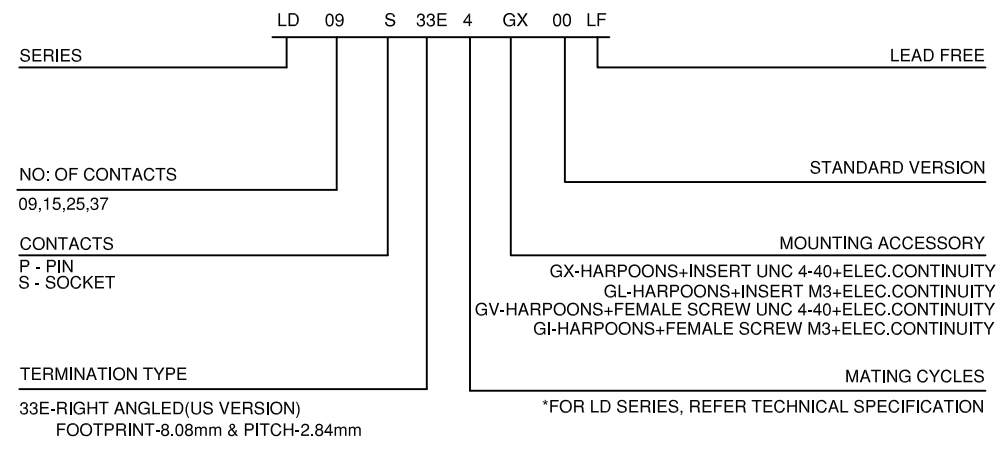 LD 09 S 33E 4 GX 00 LF
SERIES
LEAD FREE
NO: OF CONTACTS
09,15,25,37
STANDARD VERSION
CONTACTS
P - PIN
S - SOCKET
MOUNTING ACCESSORY
GX-HARPOONS+INSERT UNC 4-40+ELEC.CONTINUITY
GL-HARPOONS+INSERT M3+ELEC.CONTINUITY
GV-HARPOONS+FEMALE SCREW UNC 4-40+ELEC.CONTINUITY
GI-HARPOONS+FEMALE SCREW M3+ELEC.CONTINUITY
TERMINATION TYPE
33E-RIGHT ANGLED(US VERSION)
FOOTPRINT-8.08mm & PITCH-2.84mm
MATING CYCLES
*FOR LD SERIES, REFER TECHNICAL SPECIFICATION